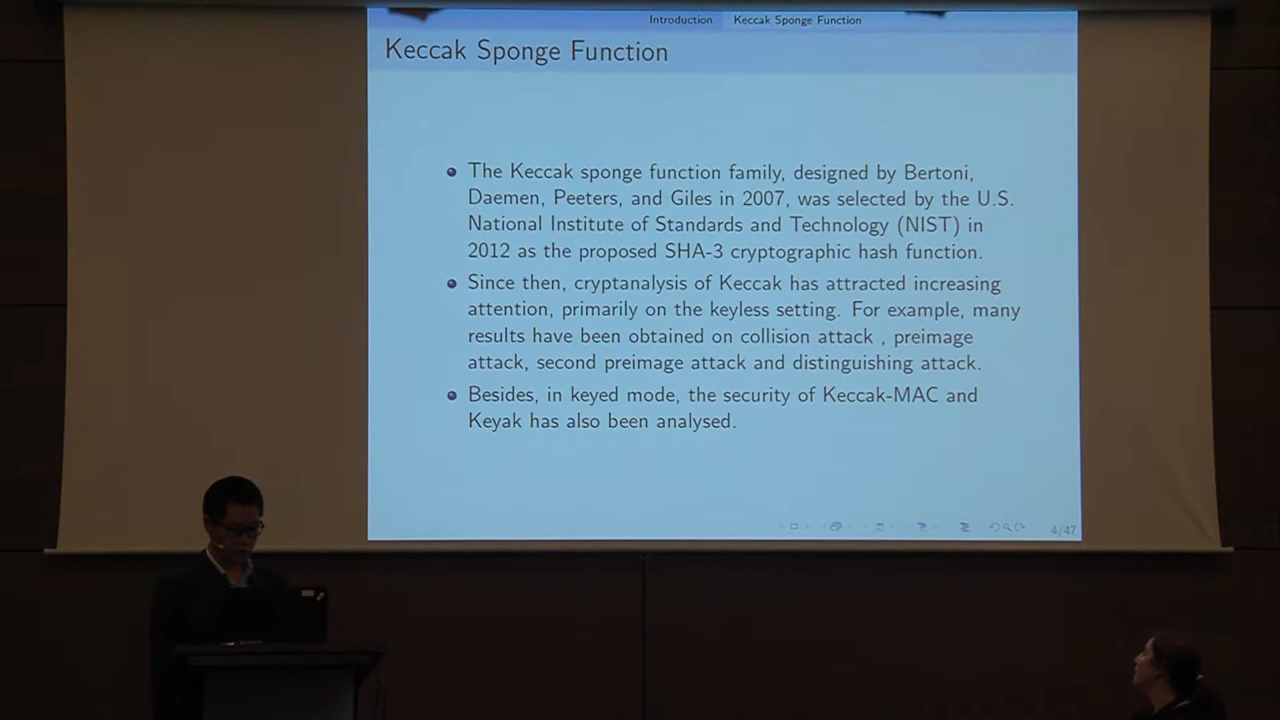 Introduction Keccak Sponge Function
Keccak Sponge Function
The Keccak sponge function family, designed by Bertoni,
Daemen, Peeters, and Giles in 2007, was selected by the U.S.
National Institute of Standards and Technology (NIST) in
2012 as the proposed SHA-3 cryptographic hash function.
Since then, cryptanalysis of Keccak has attracted increasing
attention, primarily on the keyless setting. For example, many
results have been obtained on collision attack , preimage
attack, second preimage attack and distinguishing attack.
Besides, in keyed mode, the security of Keccak-MAC and
Keyak has also been analysed.
4/47